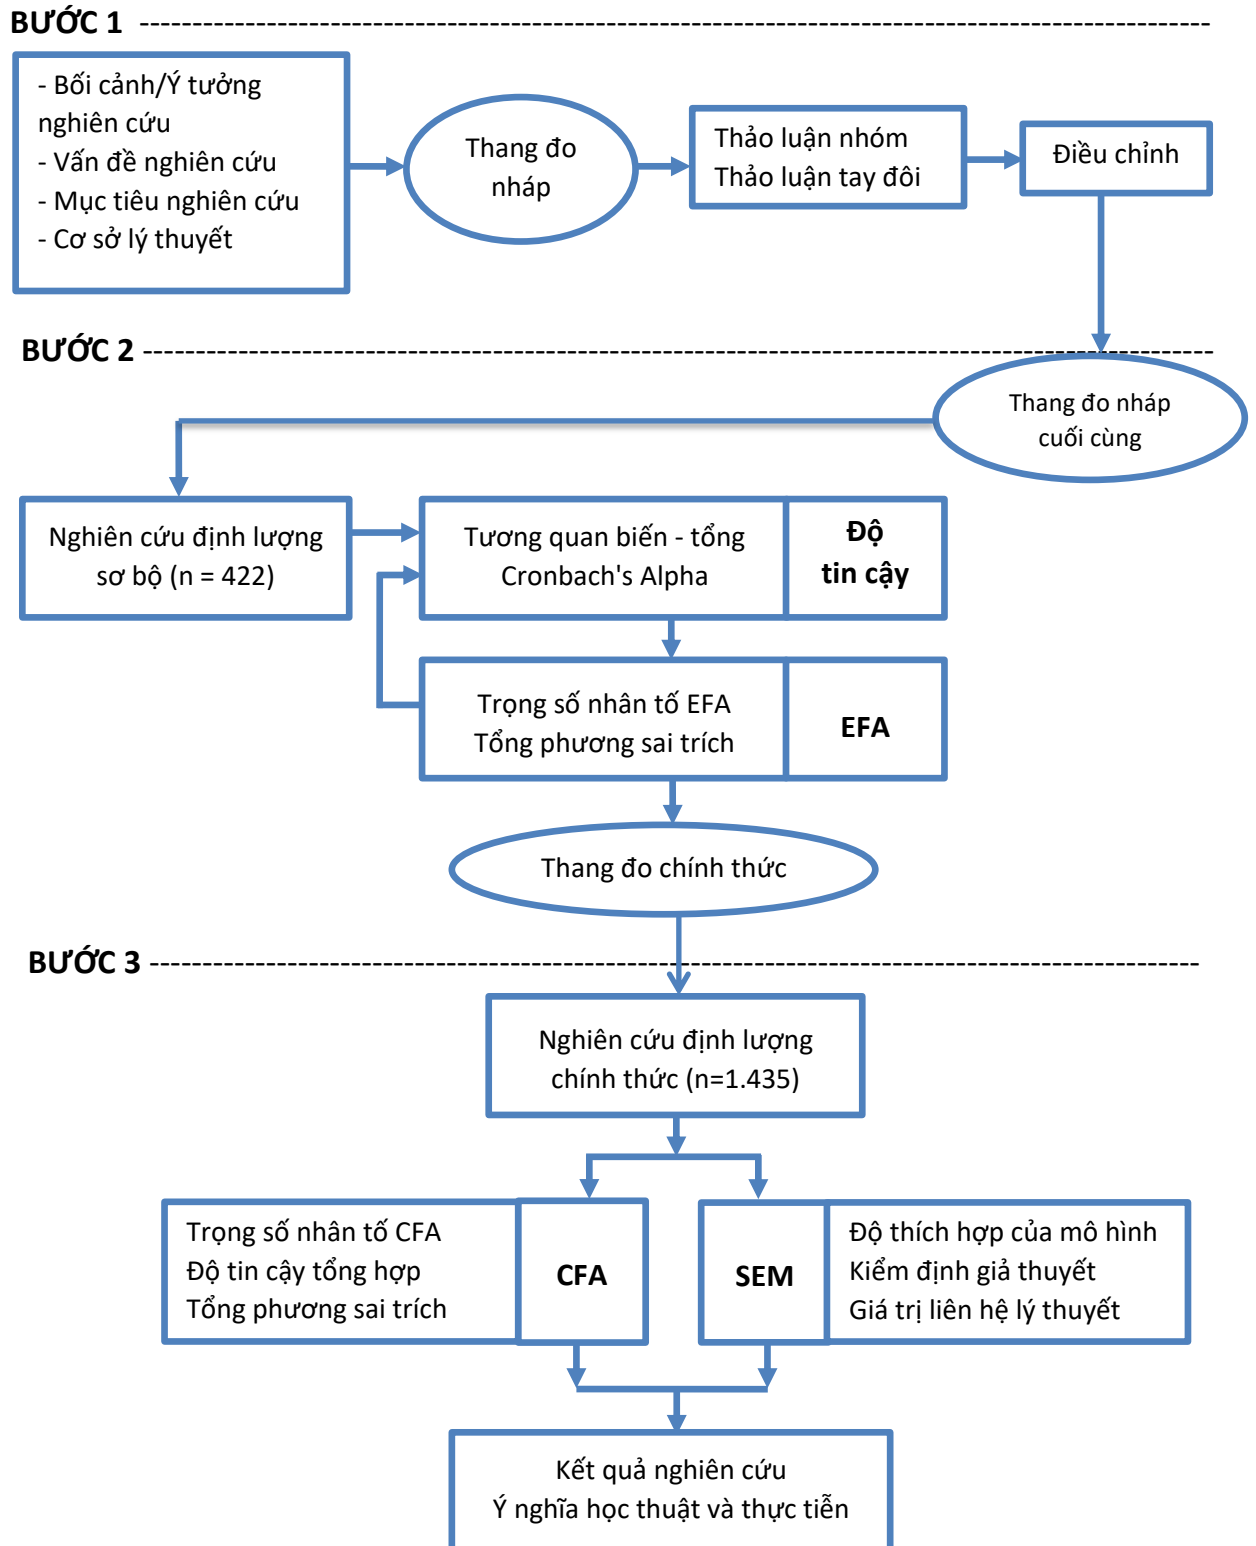 BƯỚC 1
- Bối cảnh/Ý tưởng
nghiên cứu
- Vấn đề nghiên cứu
- Mục tiêu nghiên cứu
- Cơ sở lý thuyết
Thang đo
nháp
Thảo luận nhóm
Thảo luận tay đôi
Điều chỉnh
BƯỚC 2
Thang đo nháp
cuối cùng
Nghiên cứu định lượng
sơ bộ (n = 422)
Tương quan biến - tổng
Cronbach's Alpha
Độ
tin cậy
Trọng số nhân tố EFA
Tổng phương sai trích
EFA
Thang đo chính thức
BƯỚC 3
Nghiên cứu định lượng
chính thức (n=1.435)
Trọng số nhân tố CFA
Độ tin cậy tổng hợp
Tổng phương sai trích
CFA
SEM
Độ thích hợp của mô hình
Kiểm định giả thuyết
Giá trị liên hệ lý thuyết
Kết quả nghiên cứu
Ý nghĩa học thuật và thực tiễn